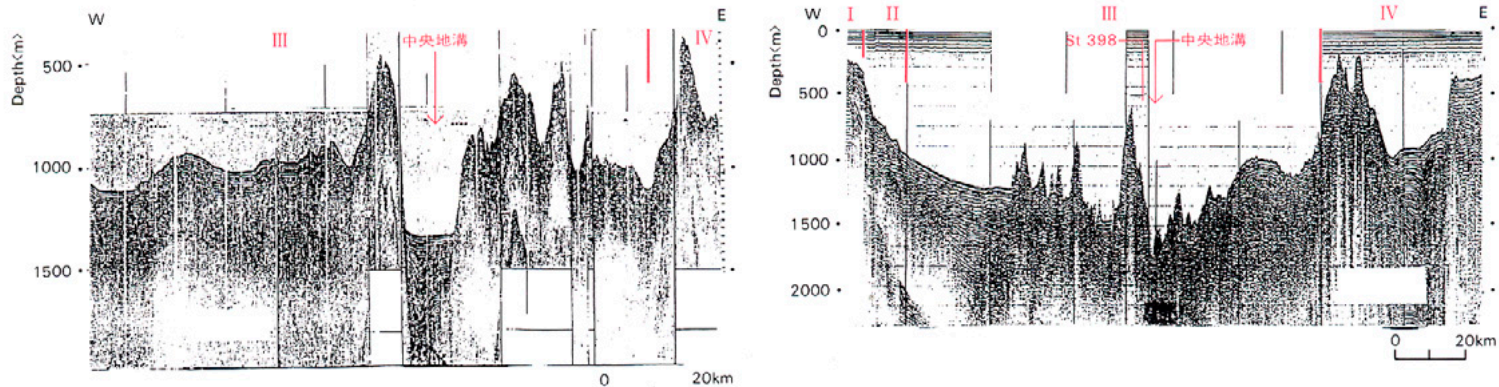 W
E
III
中央地溝
IV
Depth<m>
500
1000
1500
0
20km
I
II
III
IV
W
E
St 398
中央地溝
Depth<m>
0
500
1000
1500
2000
0
20km